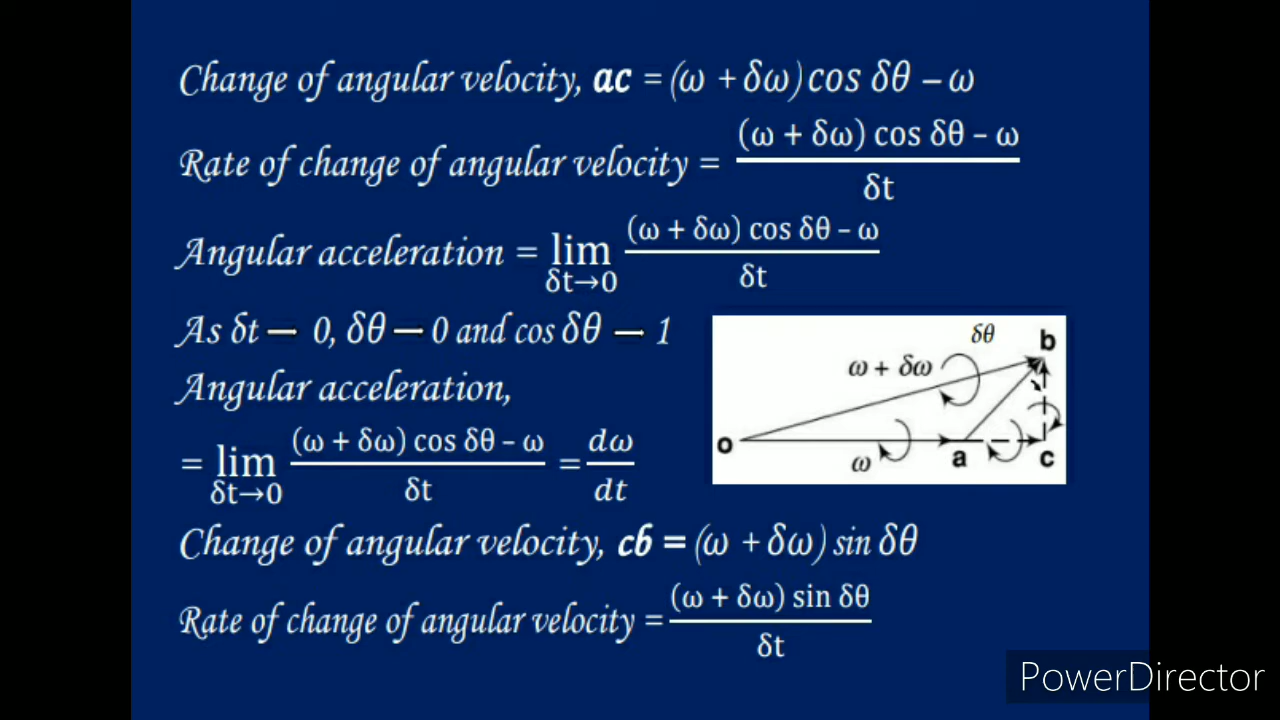 Change of angular velocity, ac = (ω + δω) cos δθ – ω
Rate of change of angular velocity = (ω + δω) cos δθ – ω / δt
Angular acceleration = lim δt→0 (ω + δω) cos δθ – ω / δt
As δt — 0, δθ — 0 and cos δθ — 1
Angular acceleration,
= lim δt→0 (ω + δω) cos δθ – ω / δt = dω / dt
Change of angular velocity, cb = (ω + δω) sin δθ
Rate of change of angular velocity = (ω + δω) sin δθ / δt
δθ
b
ω + δω
o
ω
a
c
PowerDirector